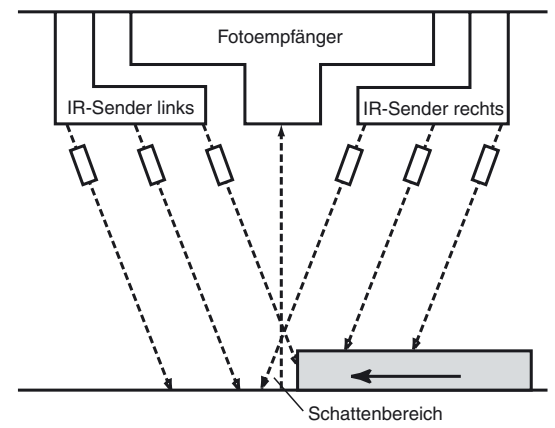 Fotoempfänger
IR-Sender links
IR-Sender rechts
Schattenbereich